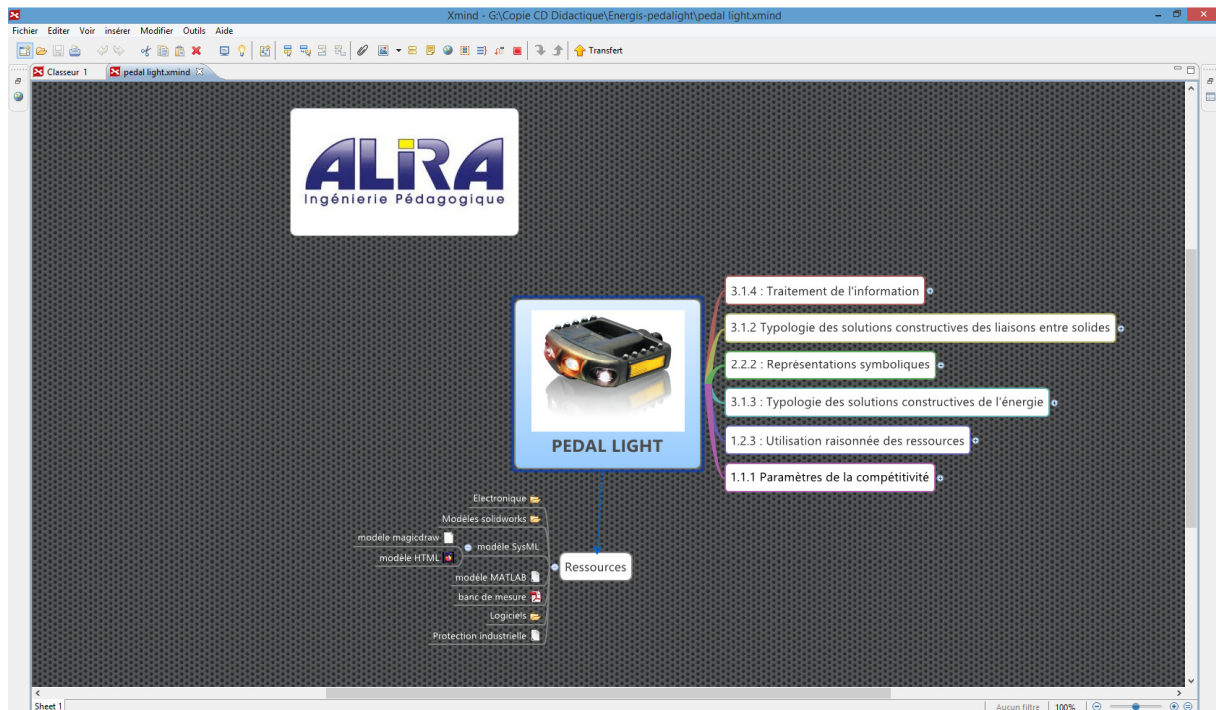 Xmind - G:\Copie CD Didactique\Energis-pedalight\pedal light.xmind
Fichier Editer Voir insérer Modifier Outils Aide
Transfert
Classeur 1
pedal light.xmind
ALIRA
Ingénierie Pédagogique
3.1.4 : Traitement de l'information
3.1.2 Typologie des solutions constructives des liaisons entre solides
2.2.2 : Représentations symboliques
3.1.3 : Typologie des solutions constructives de l'énergie
1.2.3 : Utilisation raisonnée des ressources
1.1.1 Paramètres de la compétitivité
PEDAL LIGHT
Electronique
Modèles solidworks
modèle magicdraw
modèle SysML
modèle HTML
Ressources
modèle MATLAB
banc de mesure
Logiciels
Protection industrielle
Sheet 1
Aucun filtre
100%